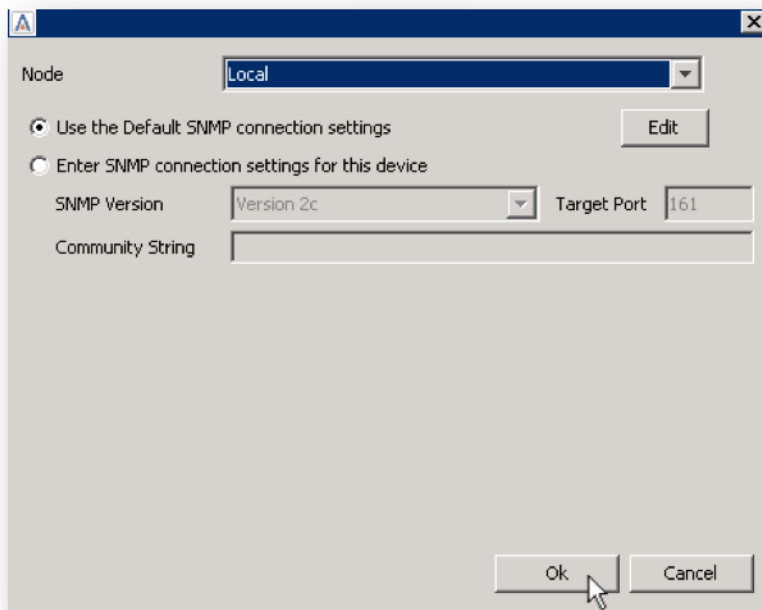 Node Local
Use the Default SNMP connection settings Edit
Enter SNMP connection settings for this device
SNMP Version Version 2c Target Port 161
Community String
Ok Cancel